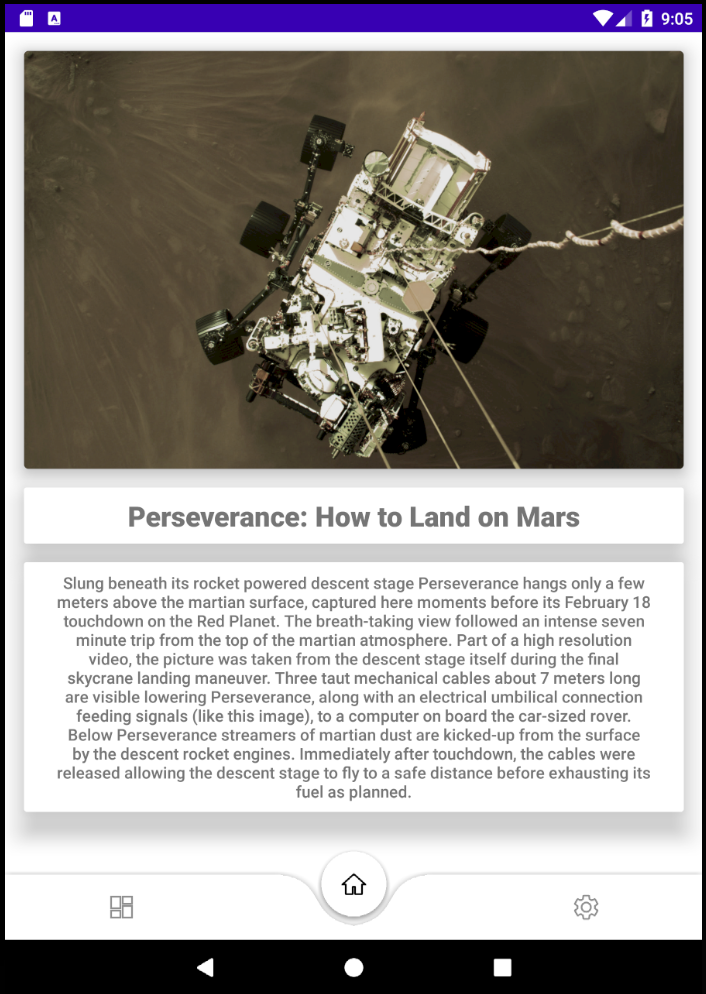 A
9:05
Perseverance: How to Land on Mars
Slung beneath its rocket powered descent stage Perseverance hangs only a few
meters above the martian surface, captured here moments before its February 18
touchdown on the Red Planet. The breath-taking view followed an intense seven
minute trip from the top of the martian atmosphere. Part of a high resolution
video, the picture was taken from the descent stage itself during the final
skycrane landing maneuver. Three taut mechanical cables about 7 meters long
are visible lowering Perseverance, along with an electrical umbilical connection
feeding signals (like this image), to a computer on board the car-sized rover.
Below Perseverance streamers of martian dust are kicked-up from the surface
by the descent rocket engines. Immediately after touchdown, the cables were
released allowing the descent stage to fly to a safe distance before exhausting its
fuel as planned.